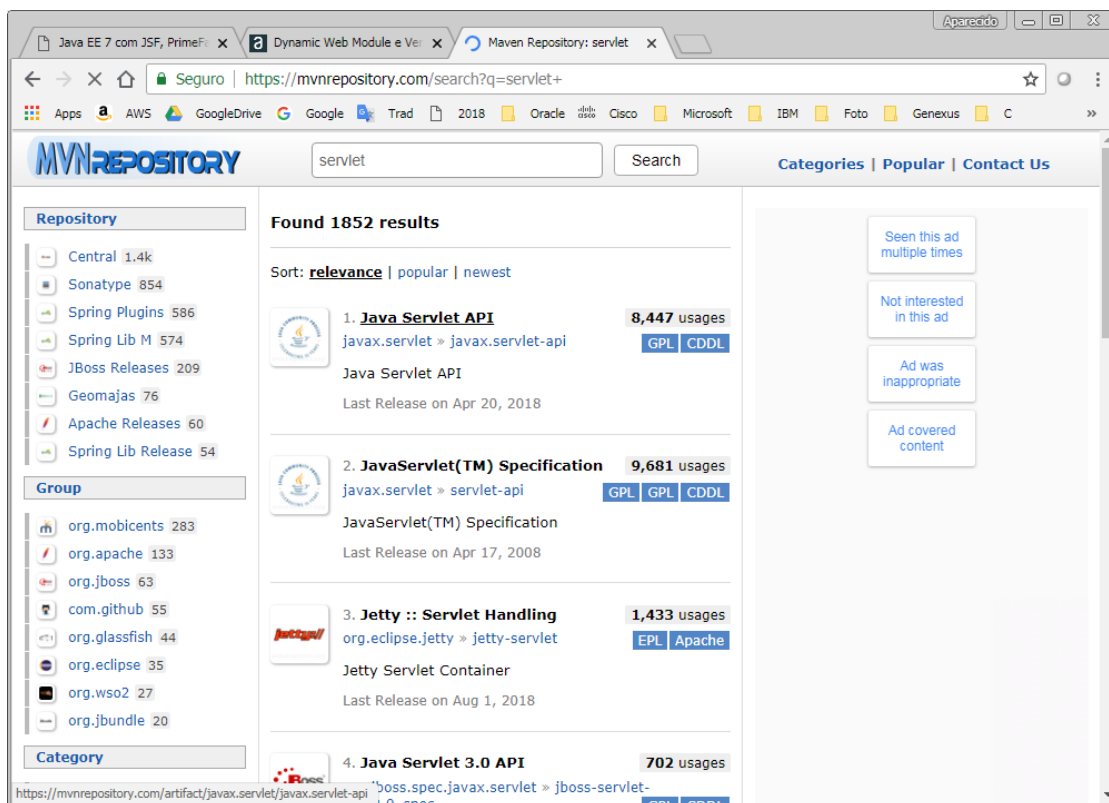 Aparecido
Java EE 7 com JSF, PrimeFa
Dynamic Web Module e Ver
Maven Repository: servlet
Seguro | https://mvnrepository.com/search?q=servlet+
Apps AWS GoogleDrive Google Trad 2018 Oracle Cisco Microsoft IBM Foto Genexus C »
MVNREPOSITORY
servlet
Search
Categories | Popular | Contact Us
Repository
Central 1.4k
Sonatype 854
Spring Plugins 586
Spring Lib M 574
JBoss Releases 209
Geomajas 76
Apache Releases 60
Spring Lib Release 54
Group
org.mobicents 283
org.apache 133
org.jboss 63
com.github 55
org.glassfish 44
org.eclipse 35
org.wso2 27
org.jbundle 20
Category
Found 1852 results
Sort: relevance | popular | newest
1. Java Servlet API 8,447 usages
javax.servlet » javax.servlet-api GPL CDDL
Java Servlet API
Last Release on Apr 20, 2018
2. JavaServlet(TM) Specification 9,681 usages
javax.servlet » servlet-api GPL GPL CDDL
JavaServlet(TM) Specification
Last Release on Apr 17, 2008
jetty://
3. Jetty :: Servlet Handling 1,433 usages
org.eclipse.jetty » jetty-servlet EPL Apache
Jetty Servlet Container
Last Release on Aug 1, 2018
JBoss
4. Java Servlet 3.0 API 702 usages
jboss.spec.javax.servlet » jboss-servlet-
GPL CDDL
Seen this ad
multiple times
Not interested
in this ad
Ad was
inappropriate
Ad covered
content
https://mvnrepository.com/artifact/javax.servlet/javax.servlet-api